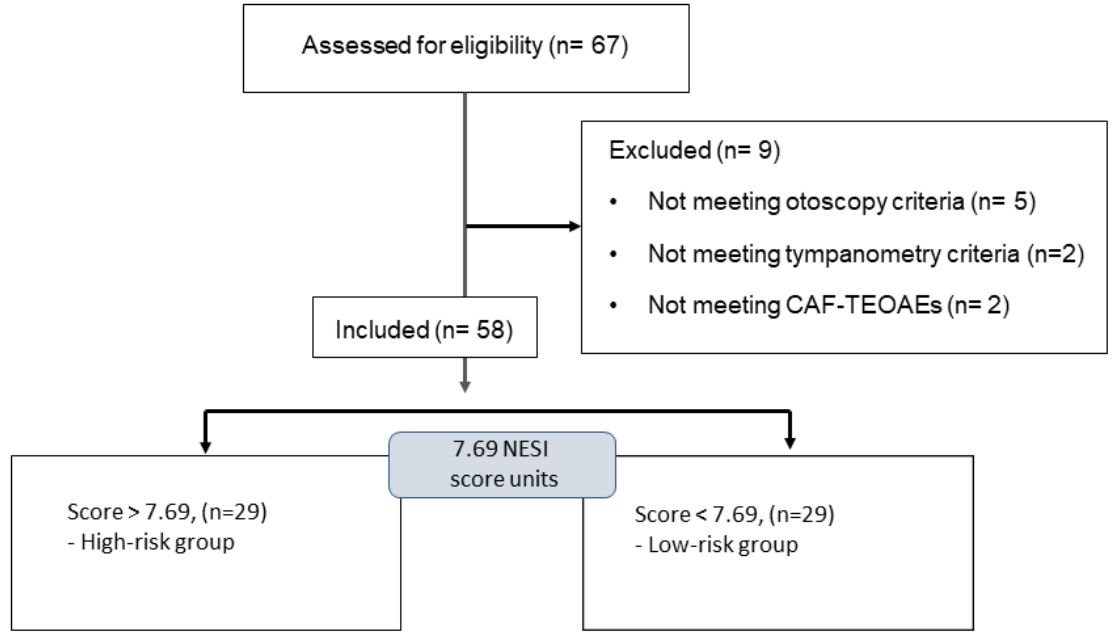 Assessed for eligibility (n= 67)
Excluded (n= 9)
• Not meeting otoscopy criteria (n= 5)
• Not meeting tympanometry criteria (n=2)
• Not meeting CAF-TEOAEs (n= 2)
Included (n= 58)
7.69 NESI
score units
Score > 7.69, (n=29)
- High-risk group
Score < 7.69, (n=29)
- Low-risk group